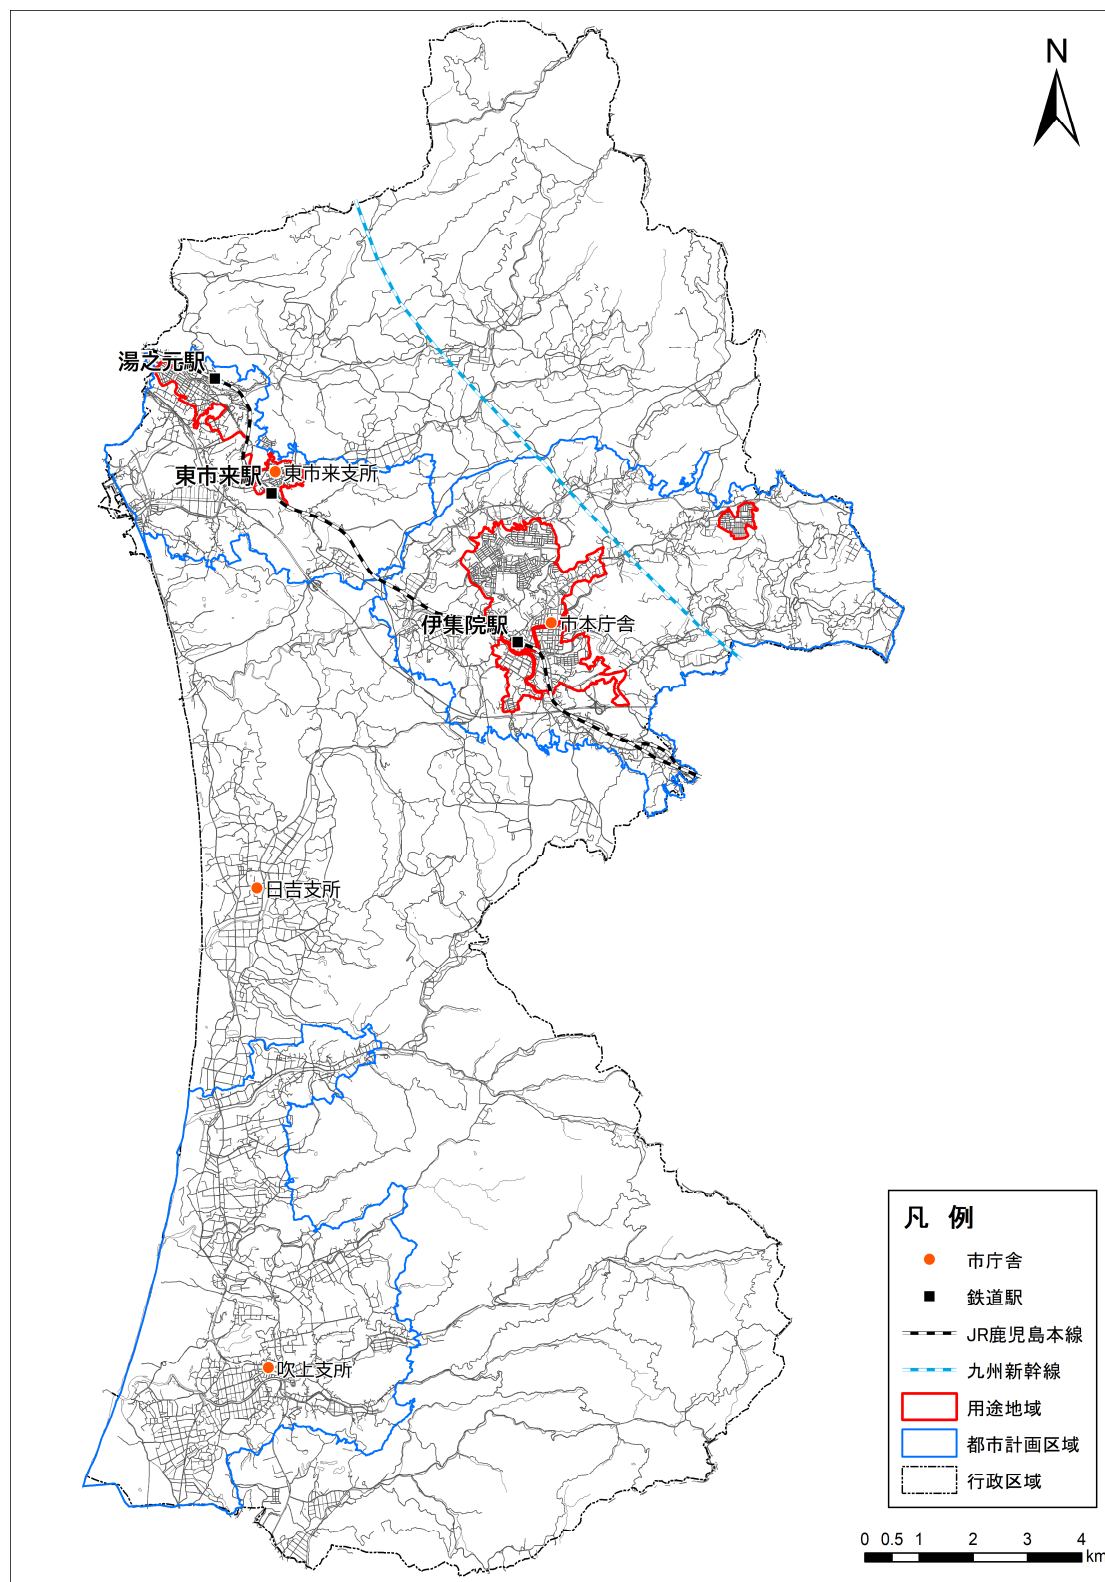 N
湯之元駅
東市来駅
東市来支所
伊集院駅
市本庁舎
日吉支所
吹上支所
凡 例
市庁舎
鉄道駅
JR鹿児島本線
九州新幹線
用途地域
都市計画区域
行政区域
0 0.5 1 2 3 4
km